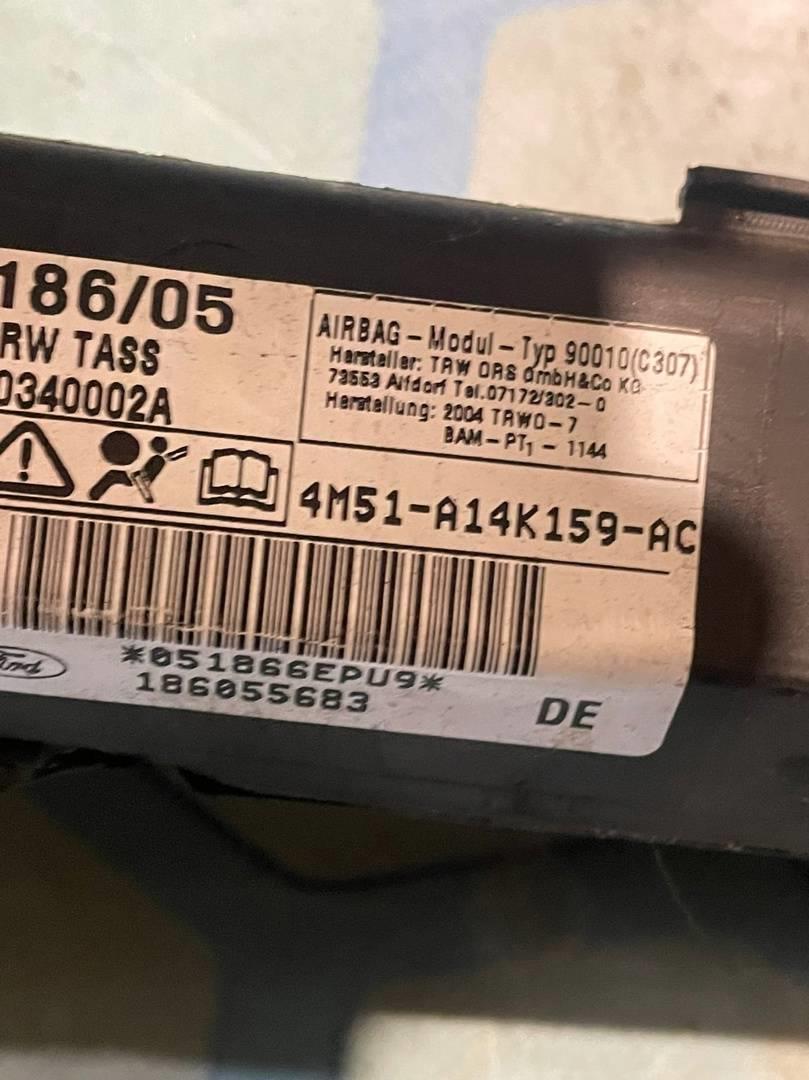 186/05
RW TASS
0340002A
AIRBAG - Modul - Typ 90010(C307)
Hersteller: TRW ORS GmbH&Co KG
73553 Alfdorf Tel.07172/302-0
Herstellung: 2004 TRWO-7
BAM-PT1 - 1144
4M51-A14K159-AC
*051866EPU9*
186055683
DE
Ford